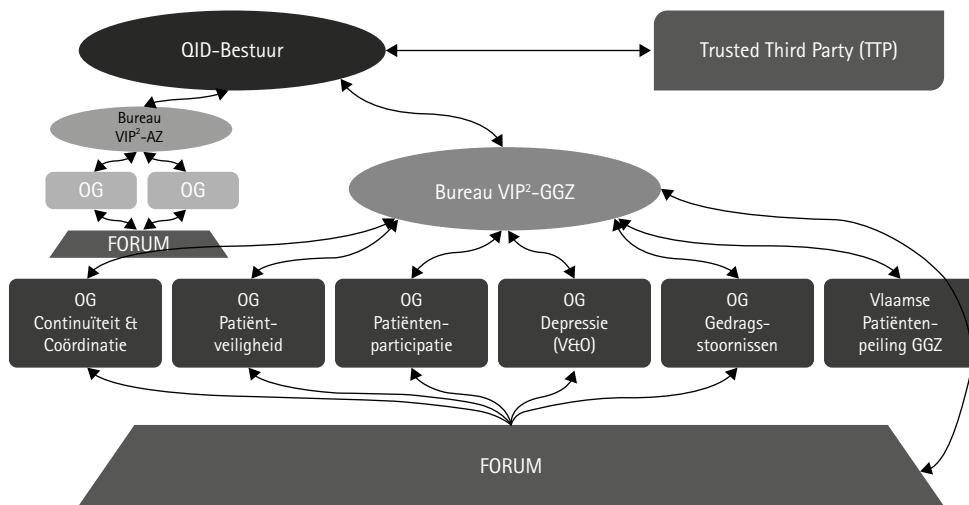 QID-Bestuur
Trusted Third Party (TTP)
Bureau
VIP²-AZ
OG
OG
FORUM
Bureau VIP²-GGZ
OG
Continuïteit &
Coördinatie
OG
Patiënt-
veiligheid
OG
Patiënten-
participatie
OG
Depressie
(V&O)
OG
Gedrags-
stoornissen
Vlaamse
Patiënten-
peiling GGZ
FORUM